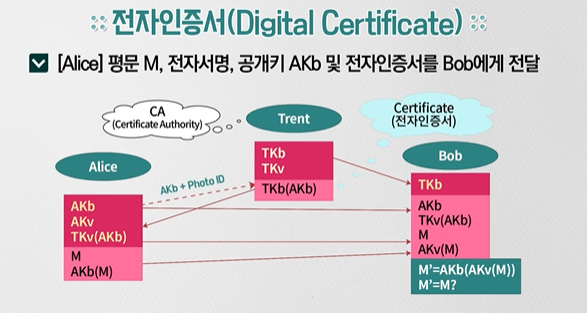 전자인증서(Digital Certificate)
[Alice] 평문 M, 전자서명, 공개키 AKb 및 전자인증서를 Bob에게 전달
CA
(Certificate Authority)
Trent
Certificate
(전자인증서)
Alice
Bob
AKb + Photo ID
TKb
TKv
TKb(AKb)
AKb
AKv
TKv(AKb)
M
AKb(M)
TKb
AKb
TKv(AKb)
M
AKv(M)
M'=AKb(AKv(M))
M'=M?